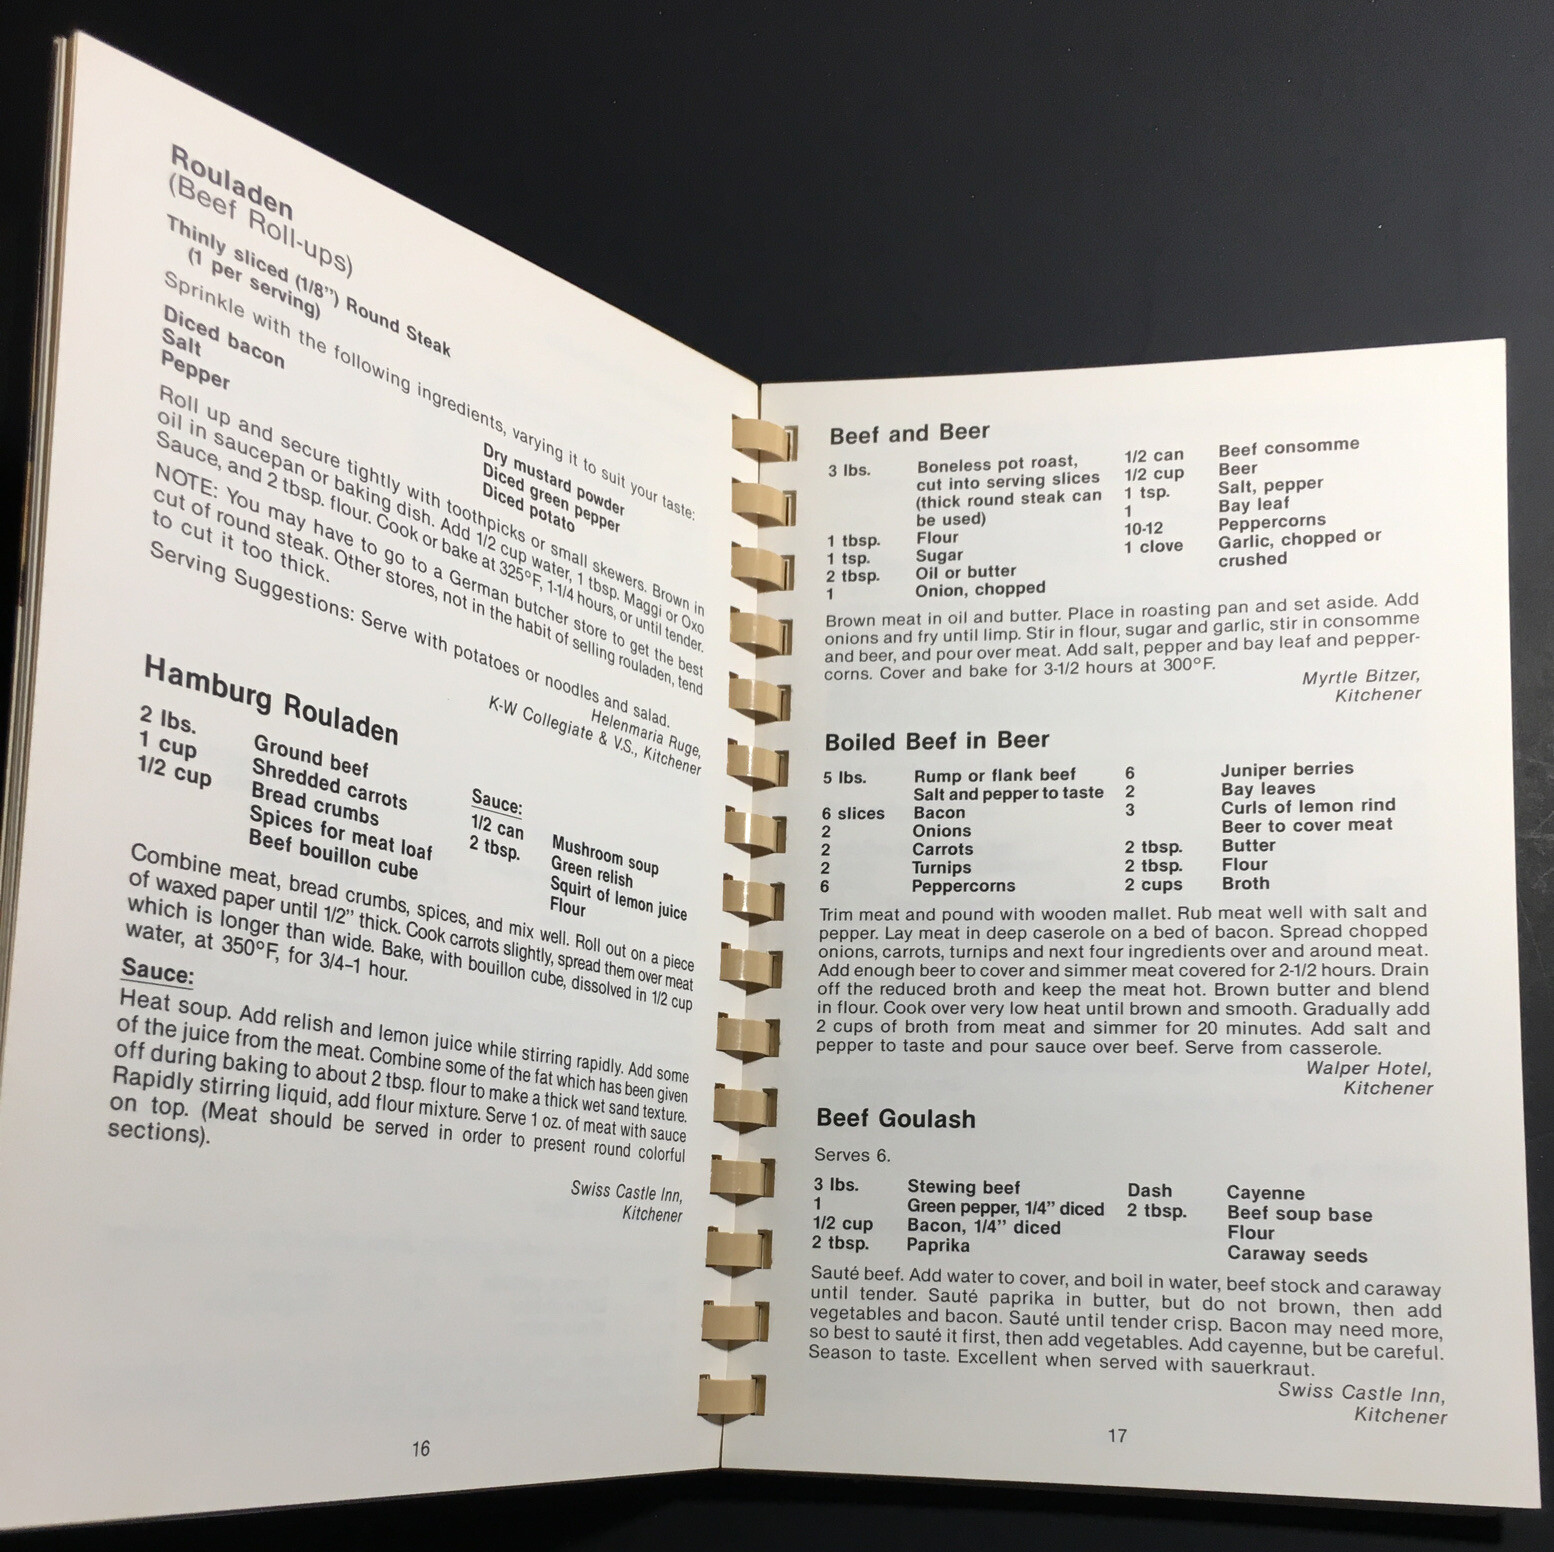 Rouladen
(Beef Roll-ups)
Thinly sliced (1/8”) Round Steak
(1 per serving)
Sprinkle with the following ingredients, varying it to suit your taste:
Diced bacon
Salt
Pepper
Dry mustard powder
Diced green pepper
Diced potato
Roll up and secure tightly with toothpicks or small skewers. Brown in
oil in saucepan or baking dish. Add 1/2 cup water, 1 tbsp. Maggi or Oxo
Sauce, and 2 tbsp. flour. Cook or bake at 325°F, 1-1/4 hours, or until tender.
NOTE: You may have to go to a German butcher store to get the best
cut of round steak. Other stores, not in the habit of selling rouladen, tend
to cut it too thick.
Serving Suggestions: Serve with potatoes or noodles and salad.
Helenmaria Ruge,
K-W Collegiate & V.S., Kitchener
Hamburg Rouladen
2 lbs. Ground beef
1 cup Shredded carrots
1/2 cup Bread crumbs
Spices for meat loaf
Beef bouillon cube
Sauce:
1/2 can Mushroom soup
2 tbsp. Green relish
Squirt of lemon juice
Flour
Combine meat, bread crumbs, spices, and mix well. Roll out on a piece
of waxed paper until 1/2” thick. Cook carrots slightly, spread them over meat
which is longer than wide. Bake, with bouillon cube, dissolved in 1/2 cup
water, at 350°F, for 3/4–1 hour.
Sauce:
Heat soup. Add relish and lemon juice while stirring rapidly. Add some
of the juice from the meat. Combine some of the fat which has been given
off during baking to about 2 tbsp. flour to make a thick wet sand texture.
Rapidly stirring liquid, add flour mixture. Serve 1 oz. of meat with sauce
on top. (Meat should be served in order to present round colorful
sections).
Swiss Castle Inn,
Kitchener
16
Beef and Beer
3 lbs. Boneless pot roast,
cut into serving slices
(thick round steak can
be used)
1 tbsp. Flour
1 tsp. Sugar
2 tbsp. Oil or butter
1 Onion, chopped
1/2 can Beef consomme
1/2 cup Beer
1 tsp. Salt, pepper
1 Bay leaf
10-12 Peppercorns
1 clove Garlic, chopped or
crushed
Brown meat in oil and butter. Place in roasting pan and set aside. Add
onions and fry until limp. Stir in flour, sugar and garlic, stir in consomme
and beer, and pour over meat. Add salt, pepper and bay leaf and pepper-
corns. Cover and bake for 3-1/2 hours at 300°F.
Myrtle Bitzer,
Kitchener
Boiled Beef in Beer
5 lbs. Rump or flank beef
Salt and pepper to taste
6 slices Bacon
2 Onions
2 Carrots
2 Turnips
6 Peppercorns
6 Juniper berries
2 Bay leaves
3 Curls of lemon rind
Beer to cover meat
2 tbsp. Butter
2 tbsp. Flour
2 cups Broth
Trim meat and pound with wooden mallet. Rub meat well with salt and
pepper. Lay meat in deep caserole on a bed of bacon. Spread chopped
onions, carrots, turnips and next four ingredients over and around meat.
Add enough beer to cover and simmer meat covered for 2-1/2 hours. Drain
off the reduced broth and keep the meat hot. Brown butter and blend
in flour. Cook over very low heat until brown and smooth. Gradually add
2 cups of broth from meat and simmer for 20 minutes. Add salt and
pepper to taste and pour sauce over beef. Serve from casserole.
Walper Hotel,
Kitchener
Beef Goulash
Serves 6.
3 lbs. Stewing beef
1 Green pepper, 1/4” diced
1/2 cup Bacon, 1/4” diced
2 tbsp. Paprika
Dash Cayenne
2 tbsp. Beef soup base
Flour
Caraway seeds
Sauté beef. Add water to cover, and boil in water, beef stock and caraway
until tender. Sauté paprika in butter, but do not brown, then add
vegetables and bacon. Sauté until tender crisp. Bacon may need more,
so best to sauté it first, then add vegetables. Add cayenne, but be careful.
Season to taste. Excellent when served with sauerkraut.
Swiss Castle Inn,
Kitchener
17